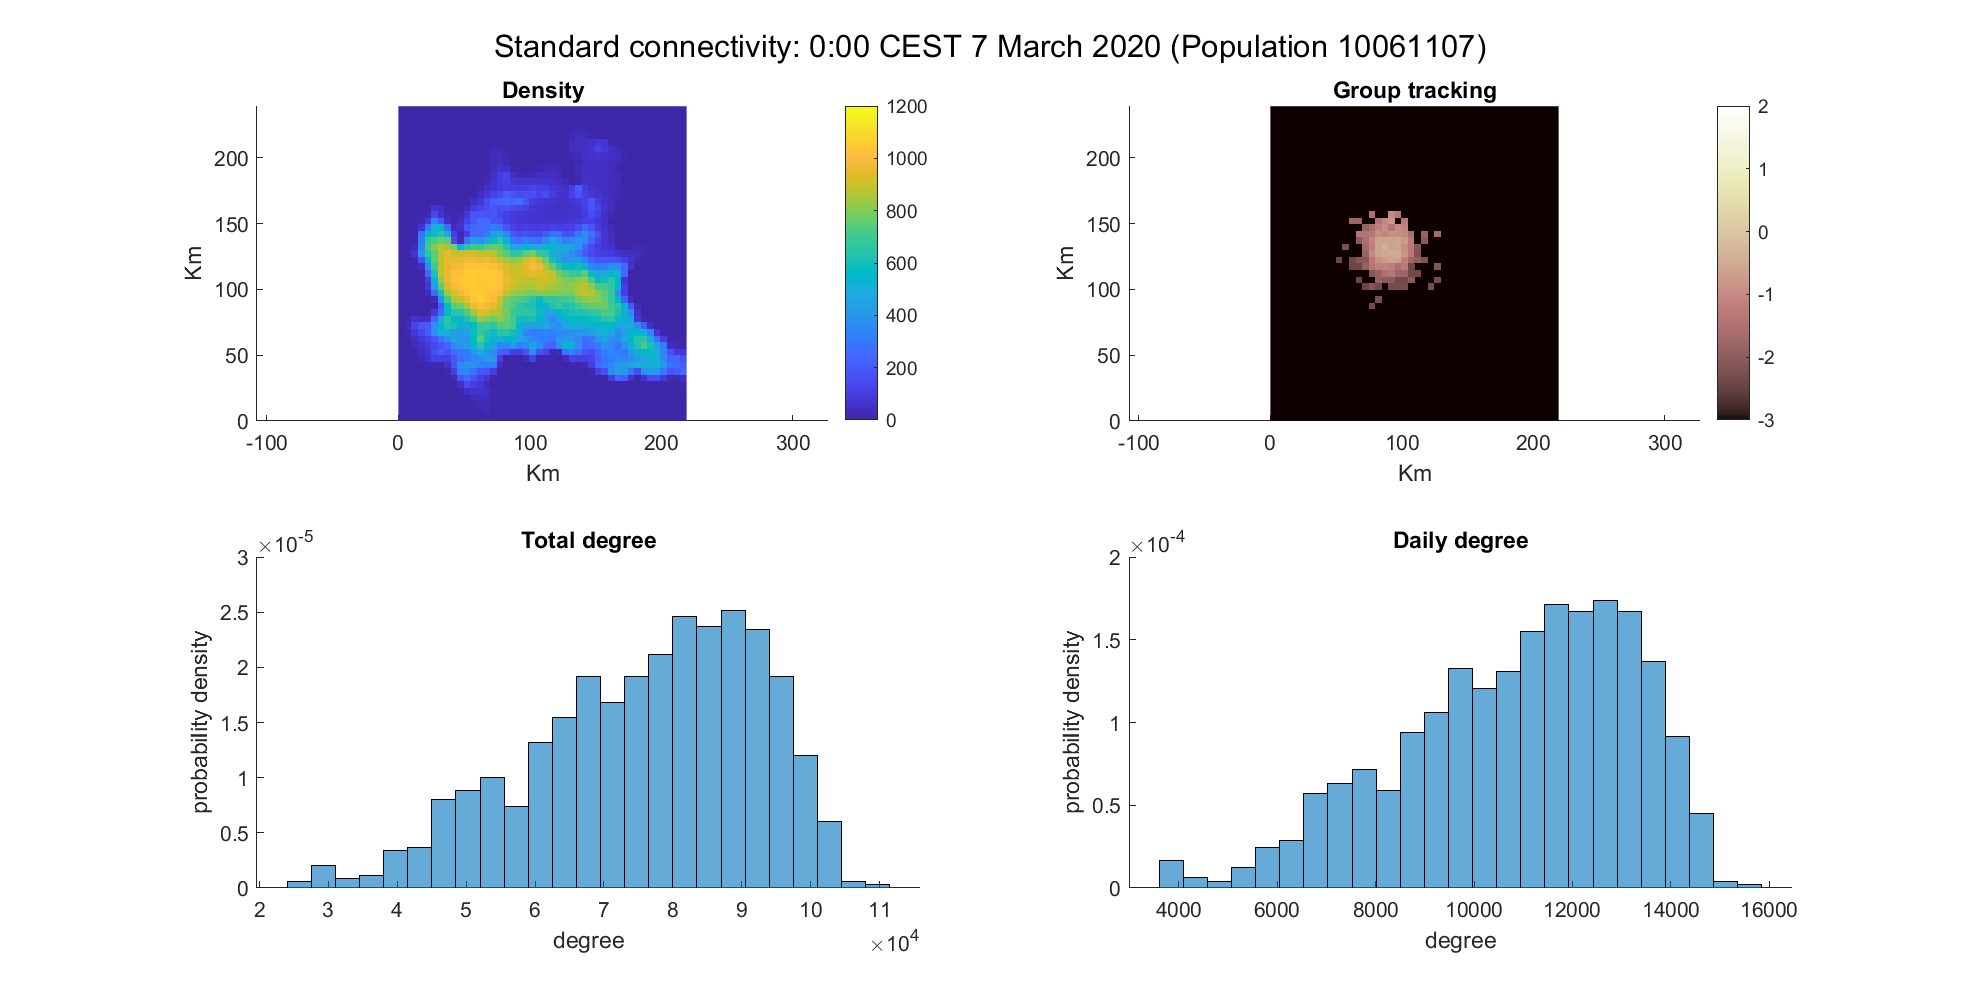 Standard connectivity: 0:00 CEST 7 March 2020 (Population 10061107)
Density
Km
200
150
100
50
0
-100 0 100 200 300
Km
1200
1000
800
600
400
200
0
Group tracking
Km
200
150
100
50
0
-100 0 100 200 300
Km
2
1
0
-1
-2
-3
Total degree
×10-5
probability density
3
2.5
2
1.5
1
0.5
0
2 3 4 5 6 7 8 9 10 11
degree
×104
Daily degree
×10-4
probability density
2
1.5
1
0.5
0
4000 6000 8000 10000 12000 14000 16000
degree